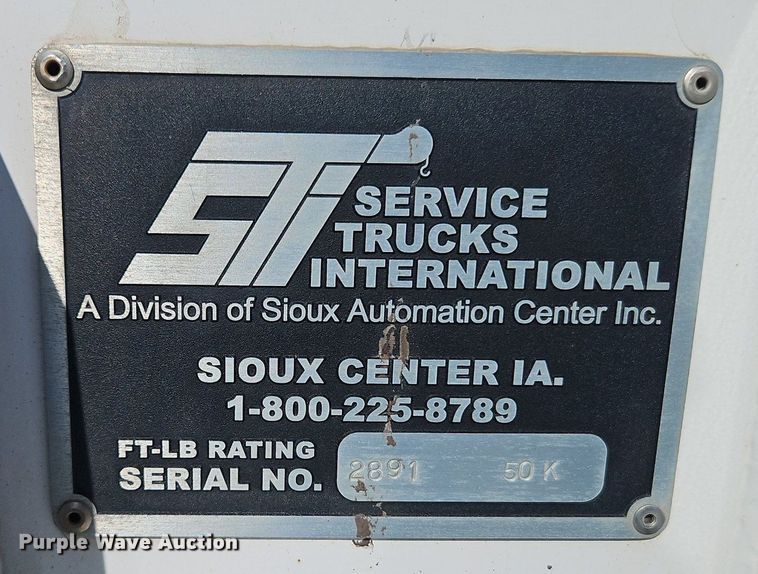 STi
SERVICE
TRUCKS
INTERNATIONAL
A Division of Sioux Automation Center Inc.
SIOUX CENTER IA.
1-800-225-8789
FT-LB RATING
SERIAL NO. 2891 50 K
Purple Wave Auction